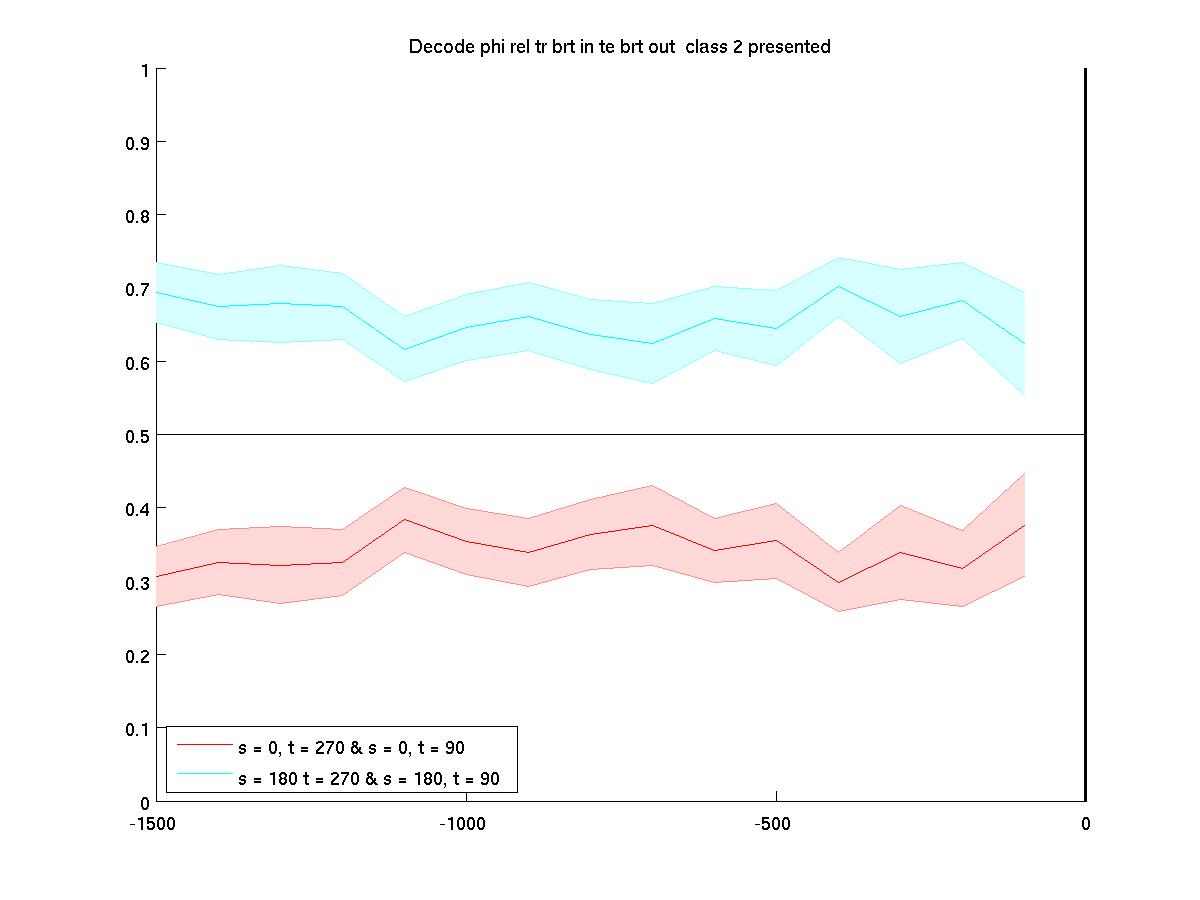 Decode phi rel tr brt in te brt out  class 2 presented
1
0.9
0.8
0.7
0.6
0.5
0.4
0.3
0.2
0.1
0
s = 0, t = 270 & s = 0, t = 90
s = 180 t = 270 & s = 180, t = 90
-1500 -1000 -500 0